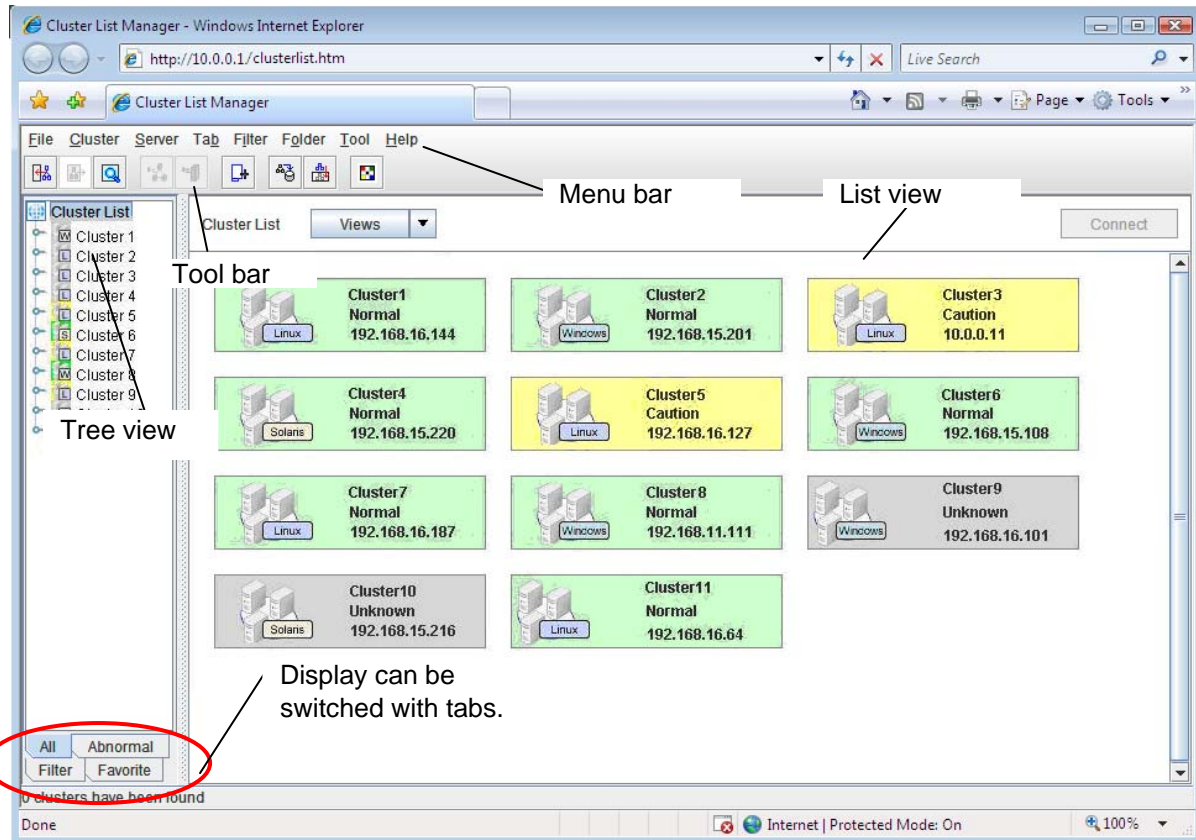 Cluster List Manager - Windows Internet Explorer
http://10.0.0.1/clusterlist.htm
Live Search
Cluster List Manager
Page
Tools
File Cluster Server Tab Filter Folder Tool Help
Menu bar
List view
Tool bar
Cluster List
Cluster 1
Cluster 2
Cluster 3
Cluster 4
Cluster 5
Cluster 6
Cluster 7
Cluster 8
Cluster 9
Tree view
Cluster List
Views
Connect
Linux
Cluster1
Normal
192.168.16.144
Windows
Cluster2
Normal
192.168.15.201
Linux
Cluster3
Caution
10.0.0.11
Solaris
Cluster4
Normal
192.168.15.220
Linux
Cluster5
Caution
192.168.16.127
Windows
Cluster6
Normal
192.168.15.108
Linux
Cluster7
Normal
192.168.16.187
Windows
Cluster8
Normal
192.168.11.111
Windows
Cluster9
Unknown
192.168.16.101
Solaris
Cluster10
Unknown
192.168.15.216
Linux
Cluster11
Normal
192.168.16.64
Display can be
switched with tabs.
All Abnormal
Filter Favorite
0 clusters have been found
Done
Internet | Protected Mode: On
100%